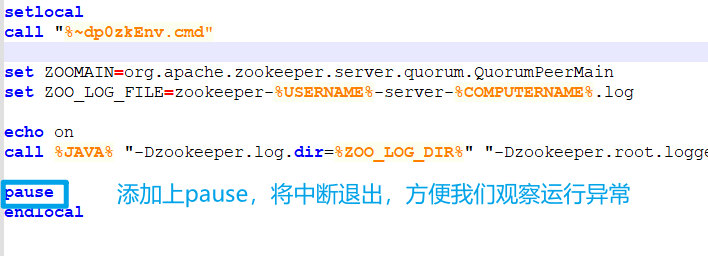 setlocal
call "%~dp0zkEnv.cmd"
set ZOOMAIN=org.apache.zookeeper.server.quorum.QuorumPeerMain
set ZOO_LOG_FILE=zookeeper-%USERNAME%-server-%COMPUTERNAME%.log
echo on
call %JAVA% "-Dzookeeper.log.dir=%ZOO_LOG_DIR%" "-Dzookeeper.root.logge
pause 添加上pause，将中断退出，方便我们观察运行异常
endlocal